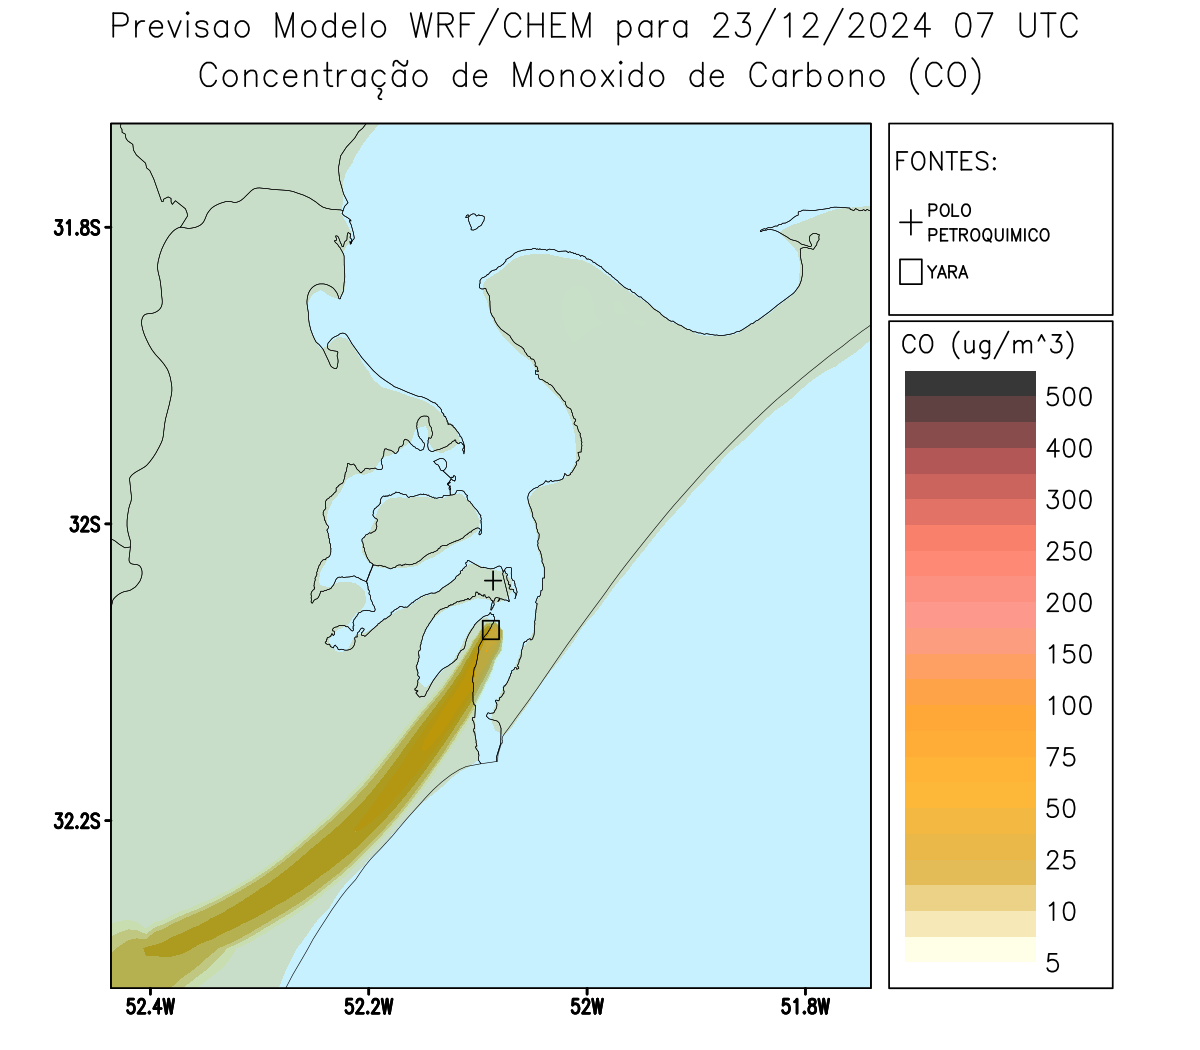 Previsao Modelo WRF/CHEM para 23/12/2024 07 UTC
Concentração de Monoxido de Carbono (CO)
FONTES:
POLO
PETROQUIMICO
YARA
CO (ug/m^3)
500
400
300
250
200
150
100
75
50
25
10
5
31.8S
32S
32.2S
52.4W
52.2W
52W
51.8W